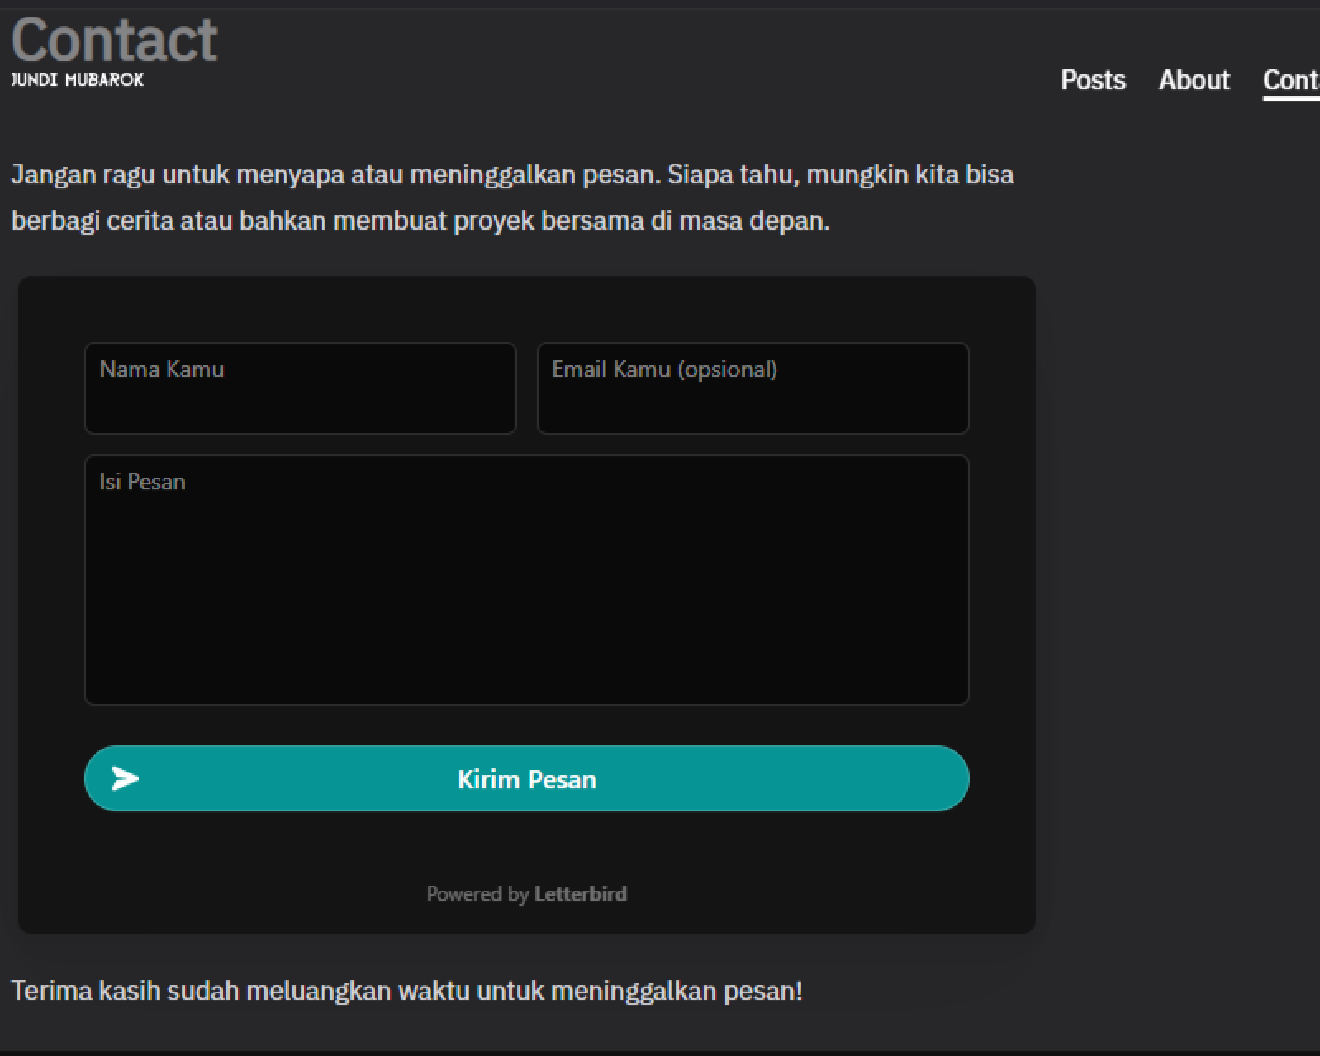 Contact
JUNDI MUBAROK
Posts About
Jangan ragu untuk menyapa atau meninggalkan pesan. Siapa tahu, mungkin kita bisa
berbagi cerita atau bahkan membuat proyek bersama di masa depan.
Nama Kamu Email Kamu (opsional)
Isi Pesan
Kirim Pesan
Powered by Letterbird
Terima kasih sudah meluangkan waktu untuk meninggalkan pesan!